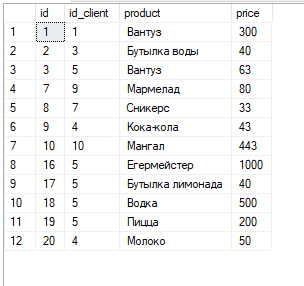 id id_client product price
1 1 1 Вантуз 300
2 2 3 Бутылка воды 40
3 3 5 Вантуз 63
4 7 9 Мармелад 80
5 8 7 Сникерс 33
6 9 4 Кока-кола 43
7 10 10 Мангал 443
8 16 5 Егермейстер 1000
9 17 5 Бутылка лимонада 40
10 18 5 Водка 500
11 19 5 Пицца 200
12 20 4 Молоко 50